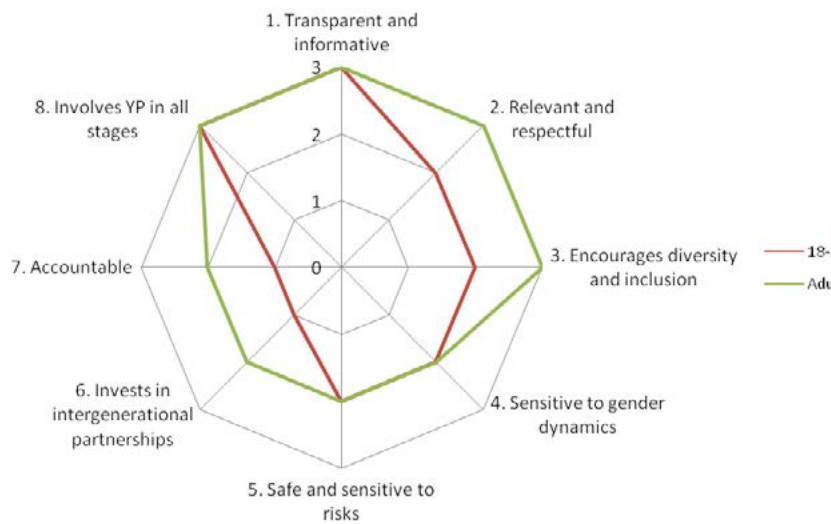 1. Transparent and
informative
8. Involves YP in all
stages
2. Relevant and
respectful
3
2
1
0
7. Accountable
3. Encourages diversity
and inclusion
18-
Adu
6. Invests in
intergenerational
partnerships
4. Sensitive to gender
dynamics
5. Safe and sensitive to
risks